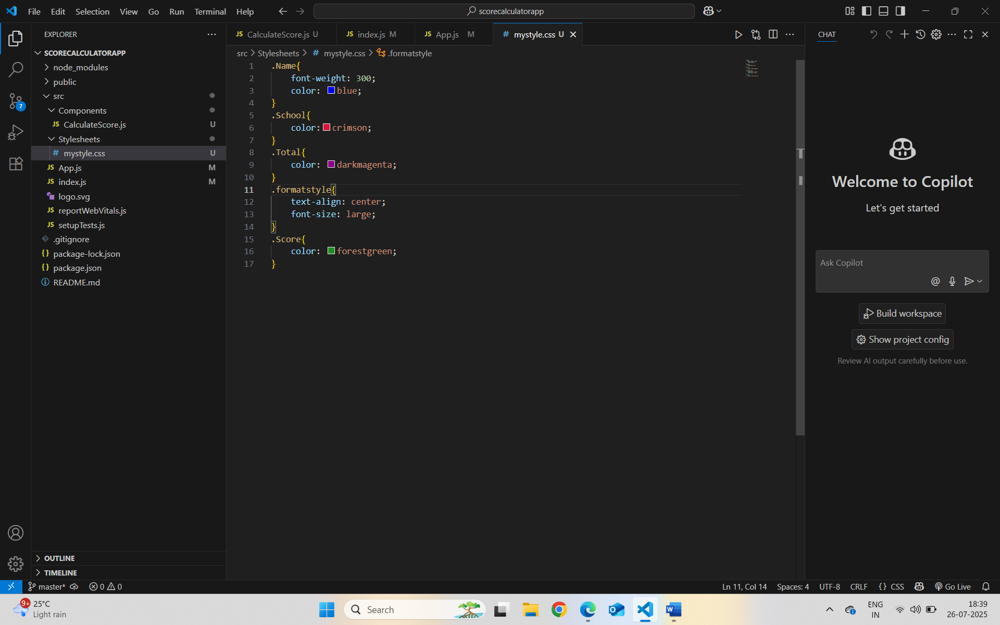 File Edit Selection View Go Run Terminal Help
scorecalculatorapp
EXPLORER
SCORECALCULATORAPP
node_modules
public
src
Components
JS CalculateScore.js U
Stylesheets
# mystyle.css U
JS App.js M
JS index.js M
logo.svg
JS reportWebVitals.js
JS setupTests.js
.gitignore
{} package-lock.json
{} package.json
README.md
OUTLINE
TIMELINE
7
JS CalculateScore.js U
JS index.js M
JS App.js M
# mystyle.css U
src > Stylesheets > # mystyle.css > .formatstyle
1 .Name{
2 font-weight: 300;
3 color: blue;
4 }
5 .School{
6 color: crimson;
7 }
8 .Total{
9 color: darkmagenta;
10 }
11 .formatstyle{
12 text-align: center;
13 font-size: large;
14 }
15 .Score{
16 color: forestgreen;
17 }
CHAT
Welcome to Copilot
Let's get started
Ask Copilot
Build workspace
Show project config
Review AI output carefully before use.
master* 0 0
Ln 11, Col 14 Spaces: 4 UTF-8 CRLF {} CSS Go Live
9+
25°C
Light rain
Search
ENG
IN
18:39
26-07-2025